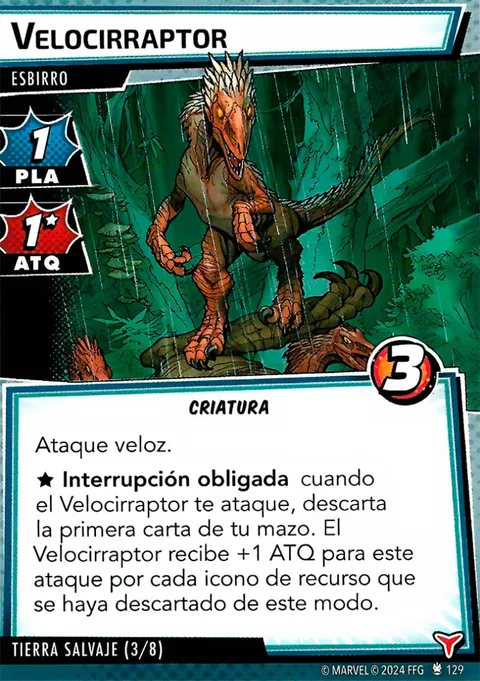 VELOCIRRAPTOR
ESBIRRO
1
PLA
1*
ATQ
3
CRIATURA
Ataque veloz.
★ Interrupción obligada cuando
el Velocirraptor te ataque, descarta
la primera carta de tu mazo. El
Velocirraptor recibe +1 ATQ para este
ataque por cada icono de recurso que
se haya descartado de este modo.
TIERRA SALVAJE (3/8)
© MARVEL © 2024 FFG 129